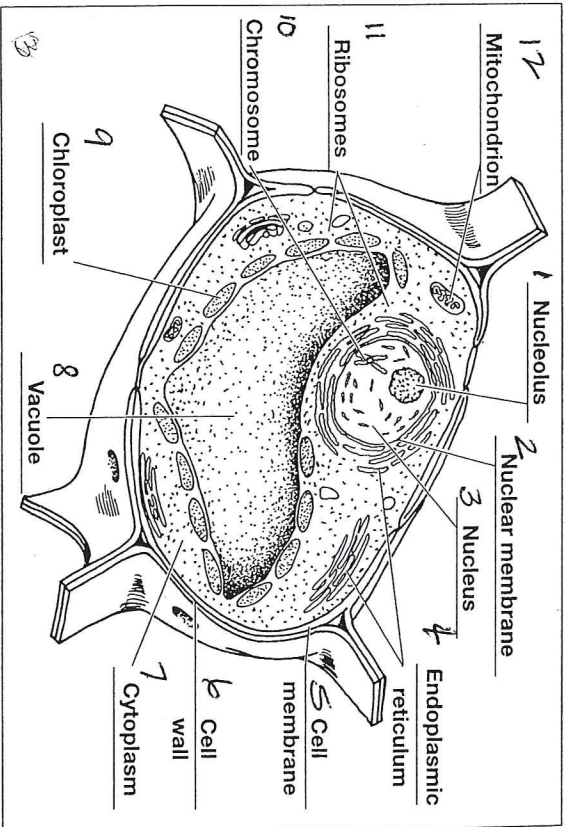 1 Nucleolus
2 Nuclear membrane
3 Nucleus
4 Endoplasmic
reticulum
5 Cell
membrane
6 Cell
wall
7 Cytoplasm
8
Vacuole
9
Chloroplast
10
Chromosome
11
Ribosomes
12
Mitochondrion